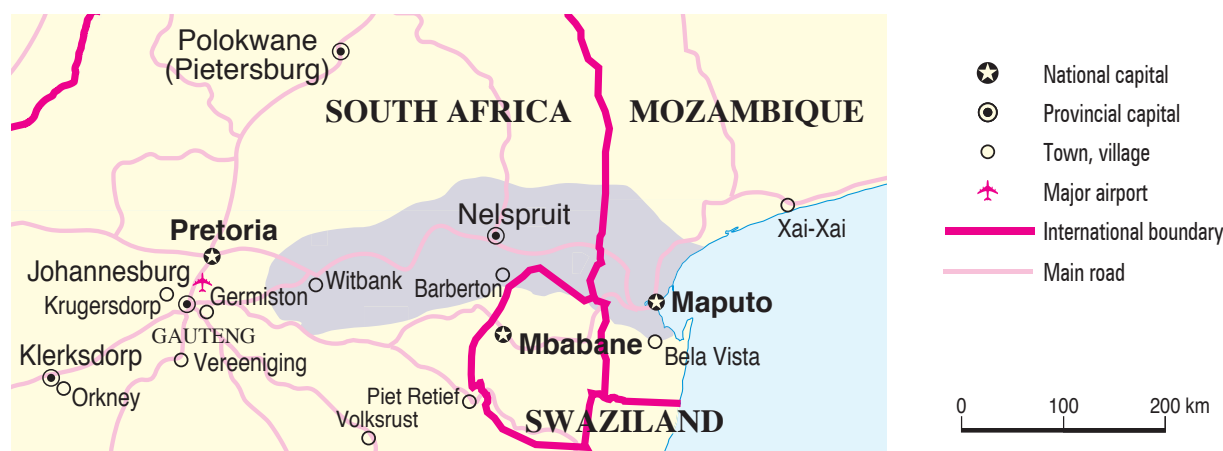 Polokwane
(Pietersburg)
SOUTH AFRICA
MOZAMBIQUE
Nelspruit
Xai-Xai
Pretoria
Johannesburg
Krugersdorp
Germiston
Witbank
Barberton
Maputo
GAUTENG
Mbabane
Klerksdorp
Vereeniging
Bela Vista
Orkney
Piet Retief
Volksrust
SWAZILAND
National capital
Provincial capital
Town, village
Major airport
International boundary
Main road
0 100 200 km